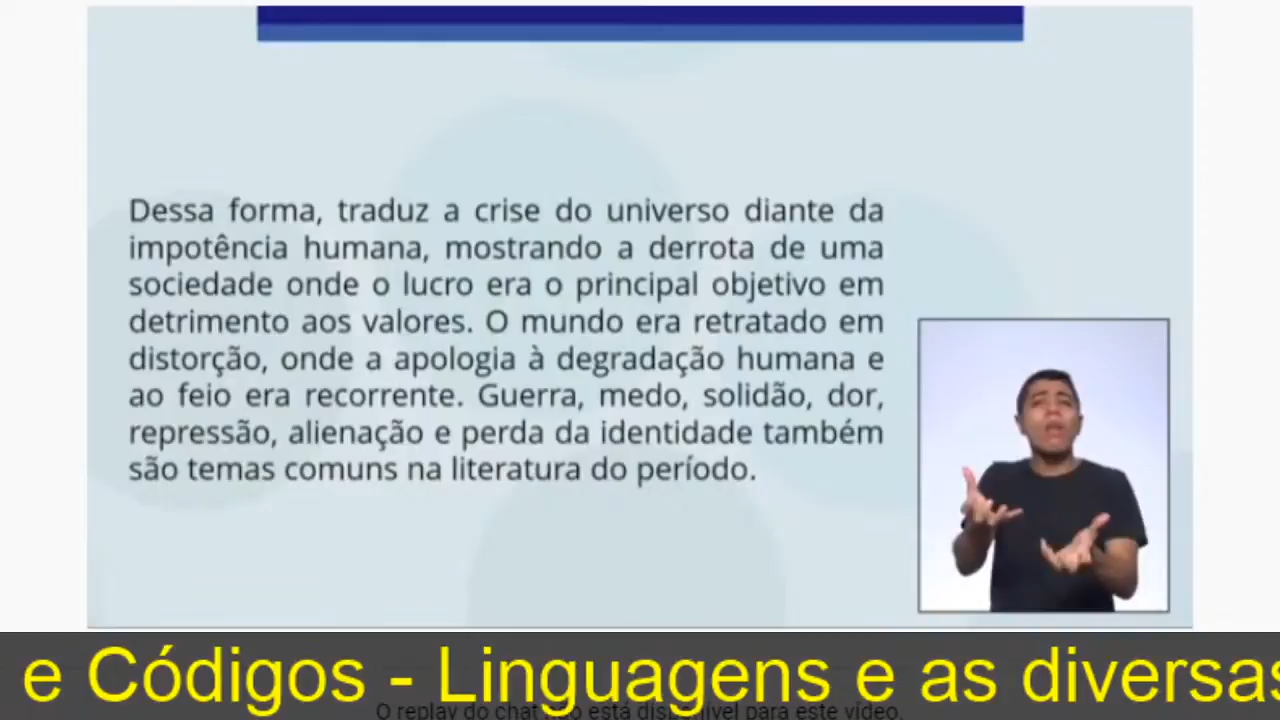 Dessa forma, traduz a crise do universo diante da
impotência humana, mostrando a derrota de uma
sociedade onde o lucro era o principal objetivo em
detrimento aos valores. O mundo era retratado em
distorção, onde a apologia à degradação humana e
ao feio era recorrente. Guerra, medo, solidão, dor,
repressão, alienação e perda da identidade também
são temas comuns na literatura do período.
e Códigos - Linguagens e as diversas
O replay do chat não está disponível para este vídeo.